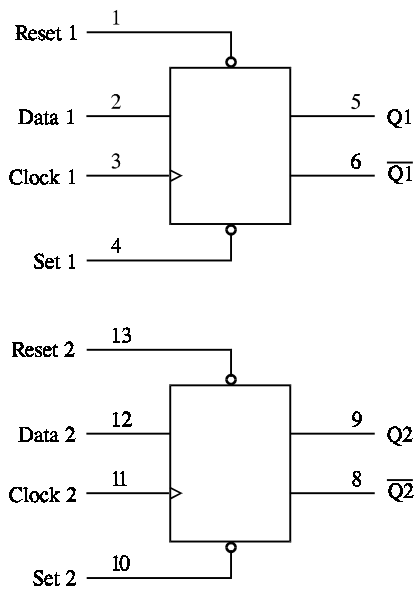 Reset 1 1
Data 1 2 5 Q1
Clock 1 3 6 Q1
Set 1 4
Reset 2 13
Data 2 12 9 Q2
Clock 2 11 8 Q2
Set 2 10